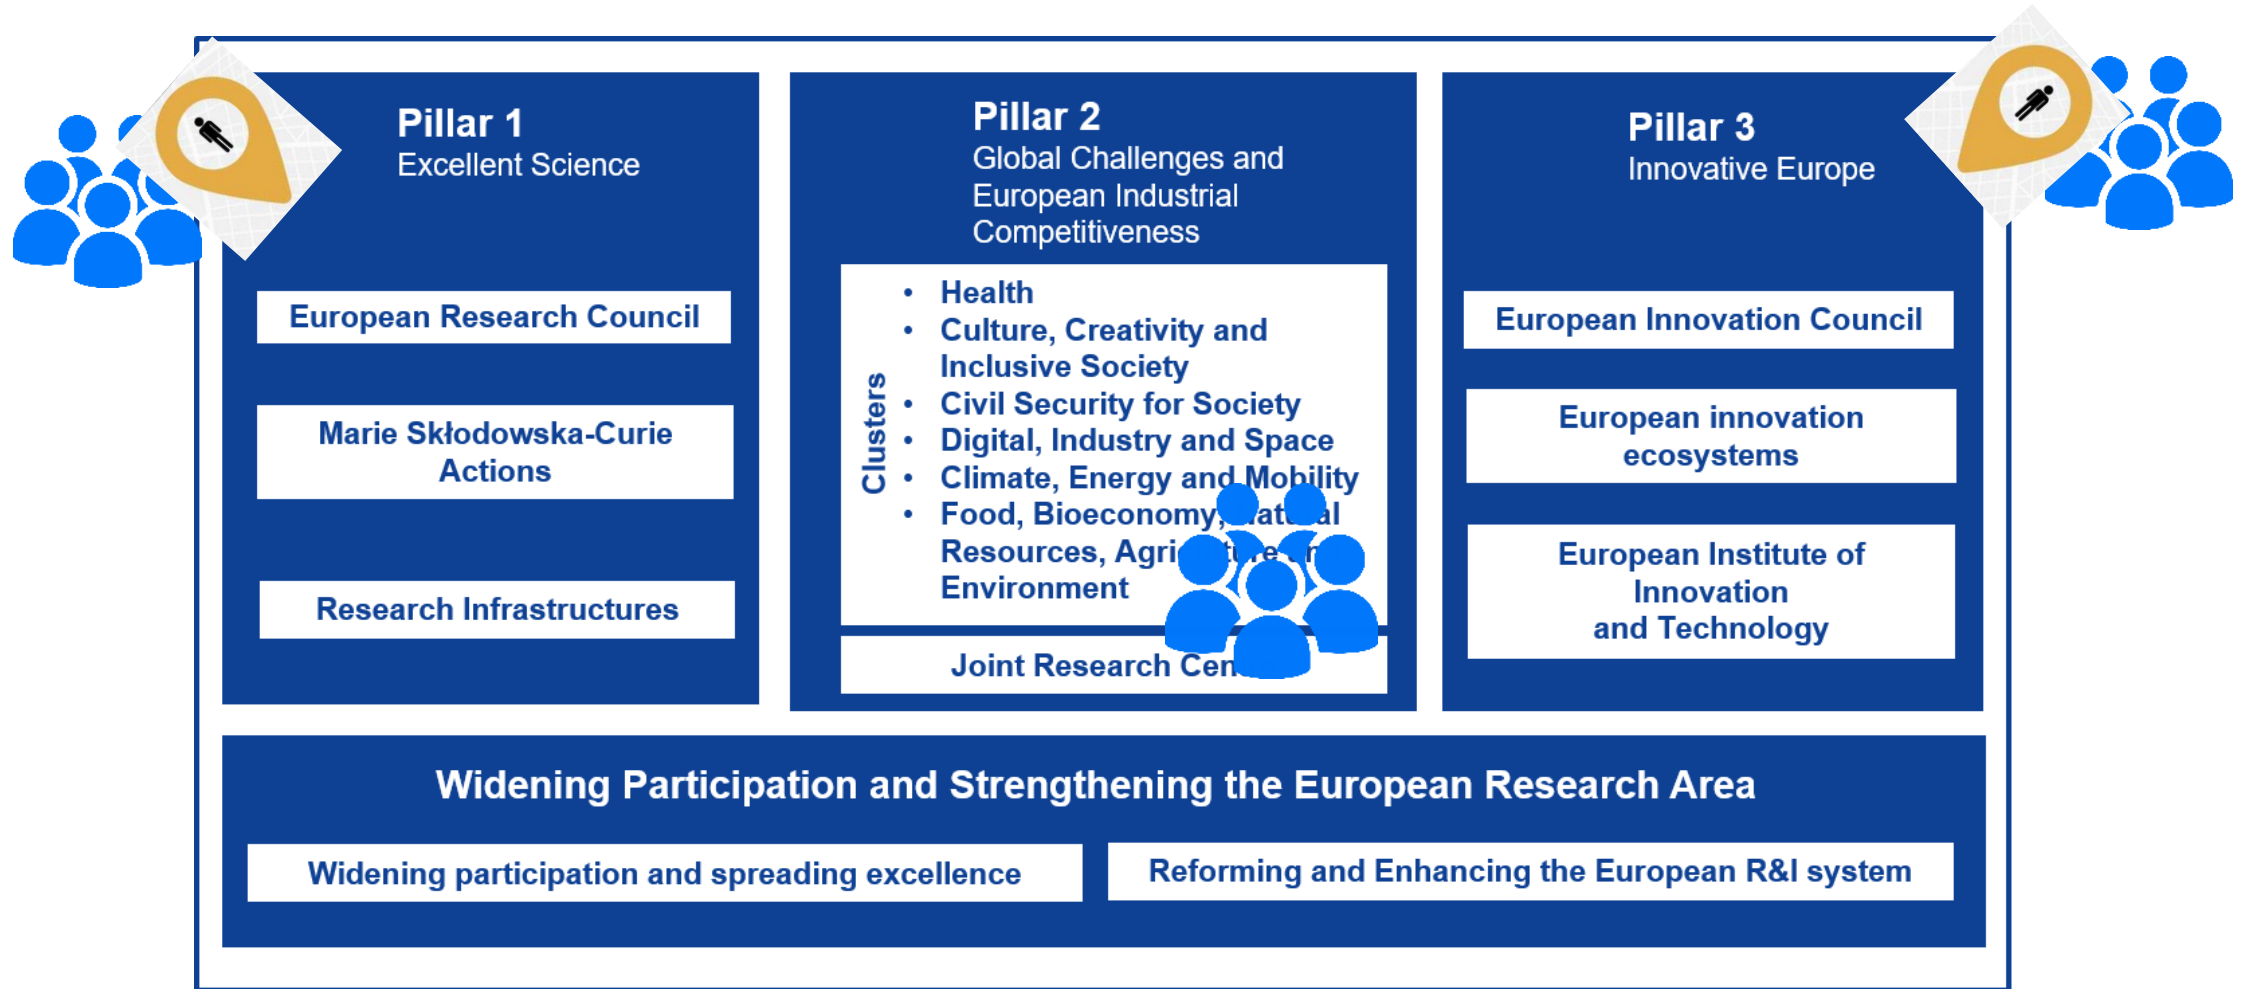 Pillar 1
Excellent Science
European Research Council
Marie Skłodowska-Curie
Actions
Research Infrastructures
Pillar 2
Global Challenges and
European Industrial
Competitiveness
Clusters
• Health
• Culture, Creativity and
Inclusive Society
• Civil Security for Society
• Digital, Industry and Space
• Climate, Energy and Mobility
• Food, Bioeconomy,
Resources,
Environment
Joint Research
Pillar 3
Innovative Europe
European Innovation Council
European innovation
ecosystems
European Institute of
Innovation
and Technology
Widening Participation and Strengthening the European Research Area
Widening participation and spreading excellence
Reforming and Enhancing the European R&I system